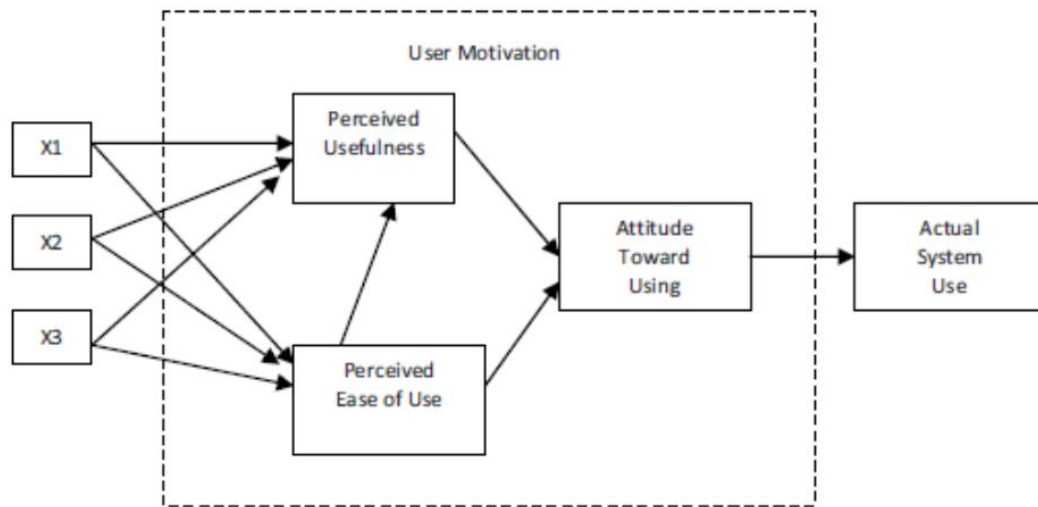 User Motivation
X1
X2
X3
Perceived
Usefulness
Perceived
Ease of Use
Attitude
Toward
Using
Actual
System
Use